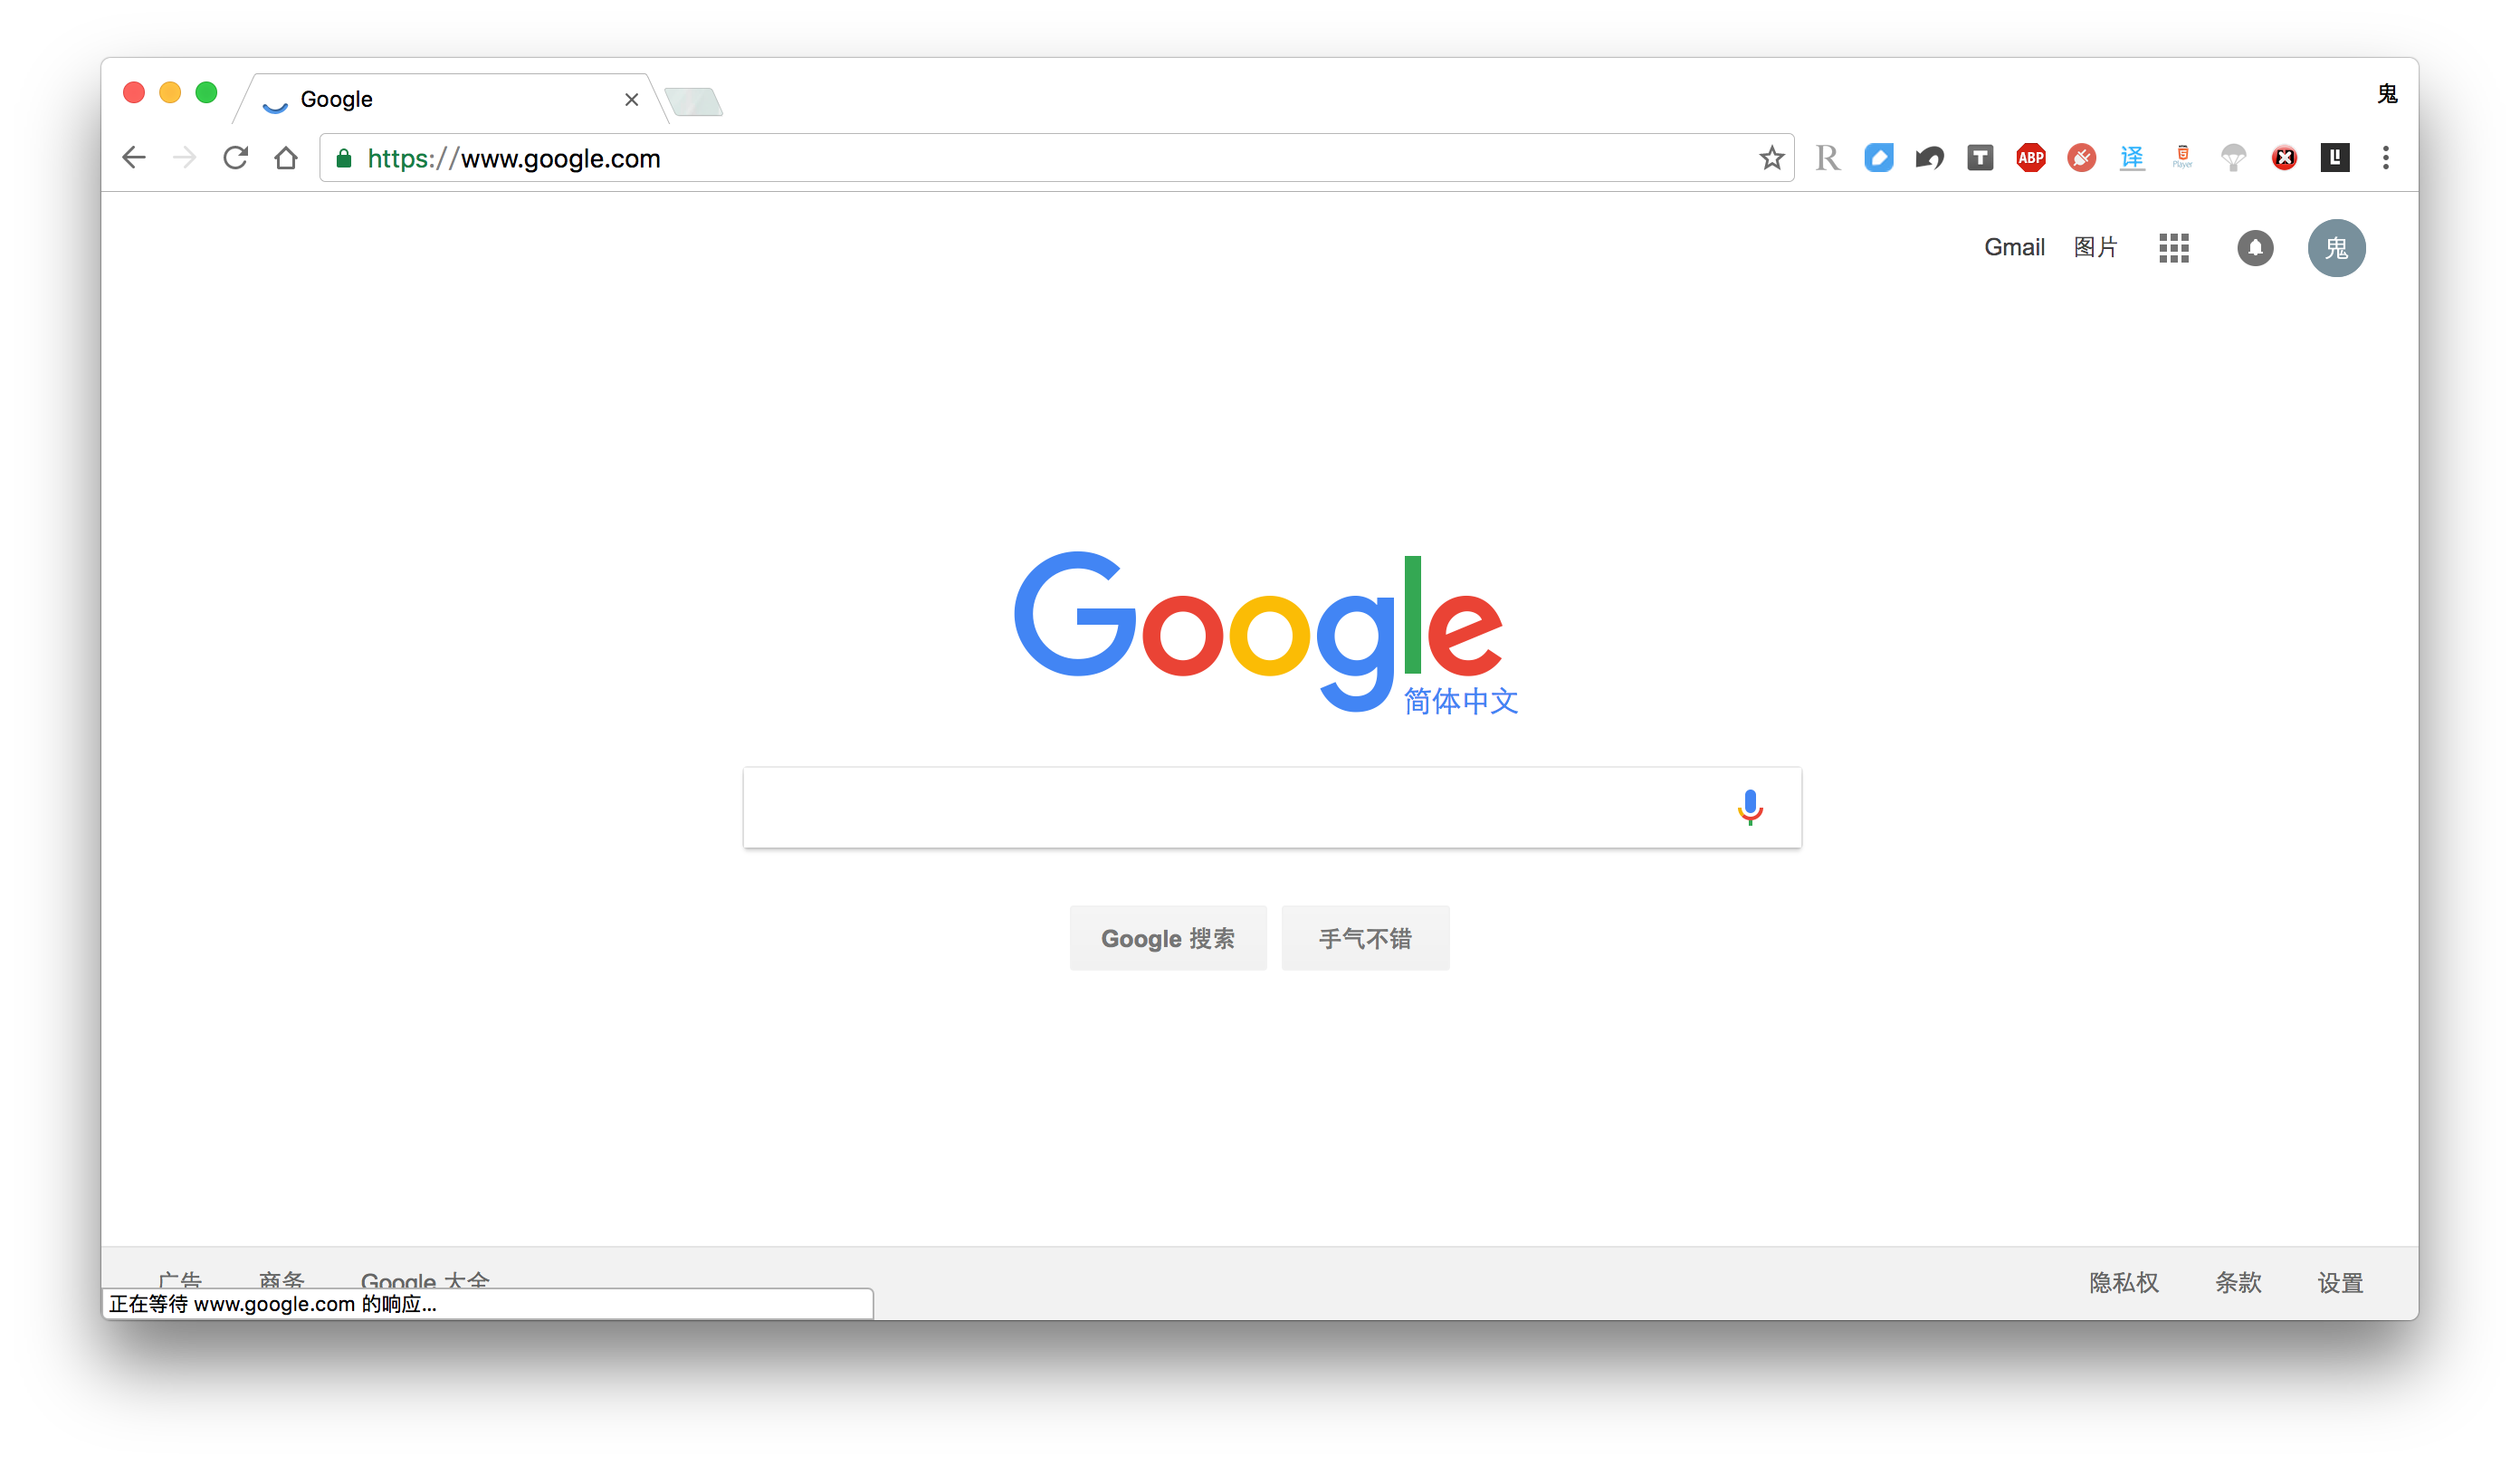 Google
鬼
https://www.google.com
R
T
ABP
译
5
Player
Gmail 图片
鬼
Google
简体中文
Google 搜索 手气不错
广告 商务 Google 大全 隐私权 条款 设置
正在等待 www.google.com 的响应...